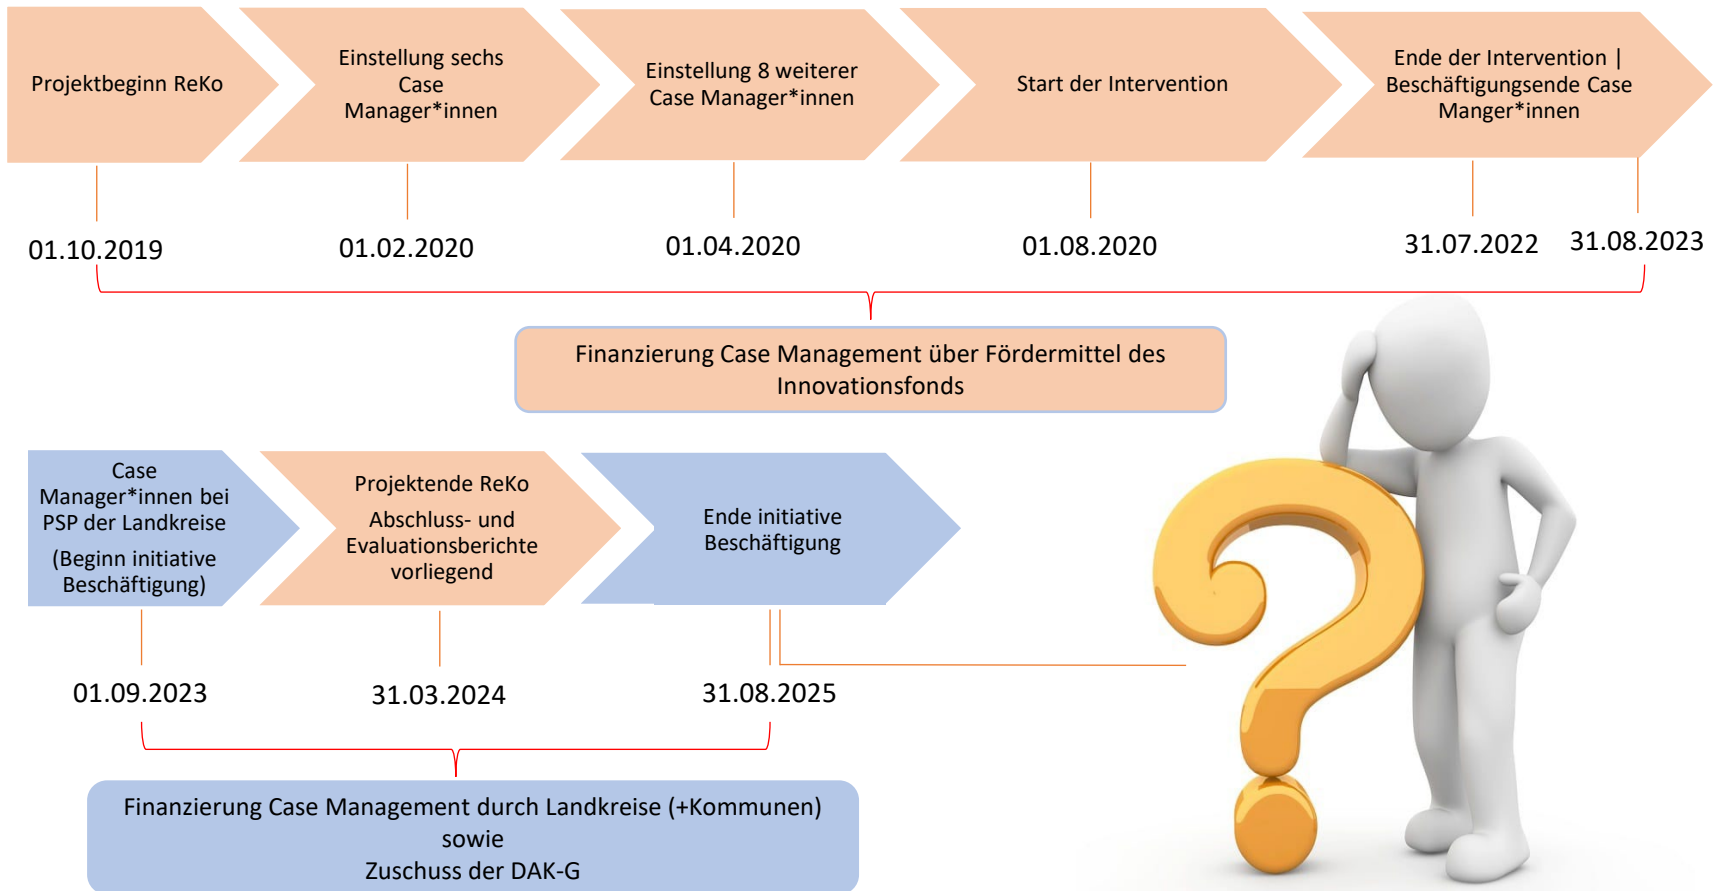 Projektbeginn ReKo
Einstellung sechs
Case
Manager*innen
Einstellung 8 weiterer
Case Manager*innen
Start der Intervention
Ende der Intervention |
Beschäftigungsende Case
Manger*innen
01.10.2019
01.02.2020
01.04.2020
01.08.2020
31.07.2022
31.08.2023
Finanzierung Case Management über Fördermittel des
Innovationsfonds
Case
Manager*innen bei
PSP der Landkreise
(Beginn initiative
Beschäftigung)
Projektende ReKo
Abschluss- und
Evaluationsberichte
vorliegend
Ende initiative
Beschäftigung
01.09.2023
31.03.2024
31.08.2025
Finanzierung Case Management durch Landkreise (+Kommunen)
sowie
Zuschuss der DAK-G